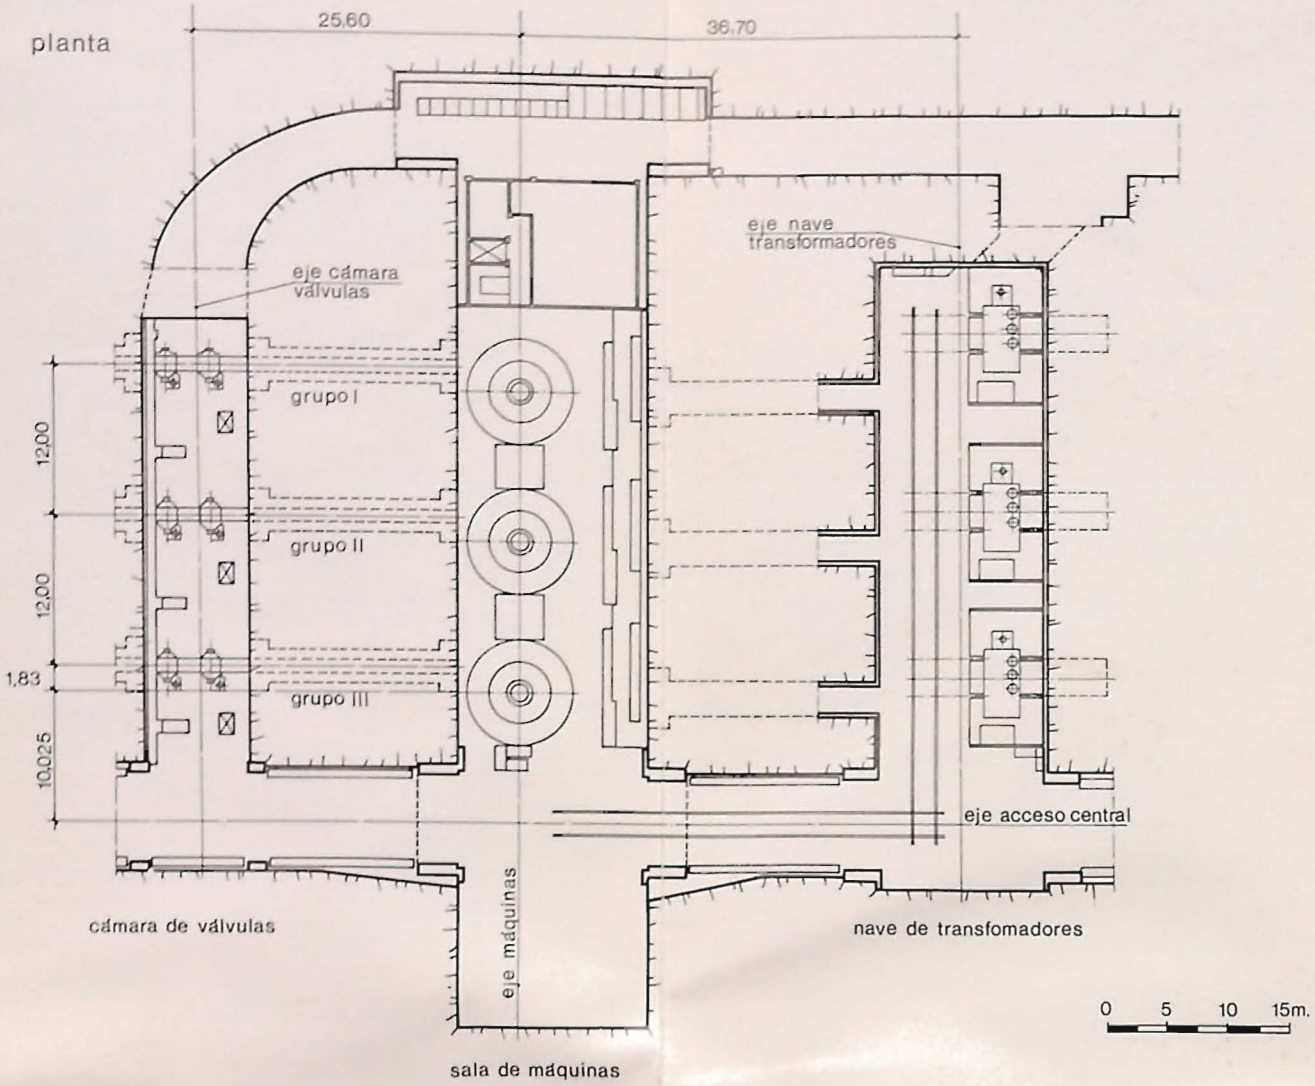 25,60
36,70
planta
eje nave
transformadores
eje cámara
válvulas
grupo I
12,00
grupo II
12,00
1,83
grupo III
10,025
eje acceso central
eje máquinas
cámara de válvulas
nave de transfomadores
0 5 10 15m.
sala de máquinas